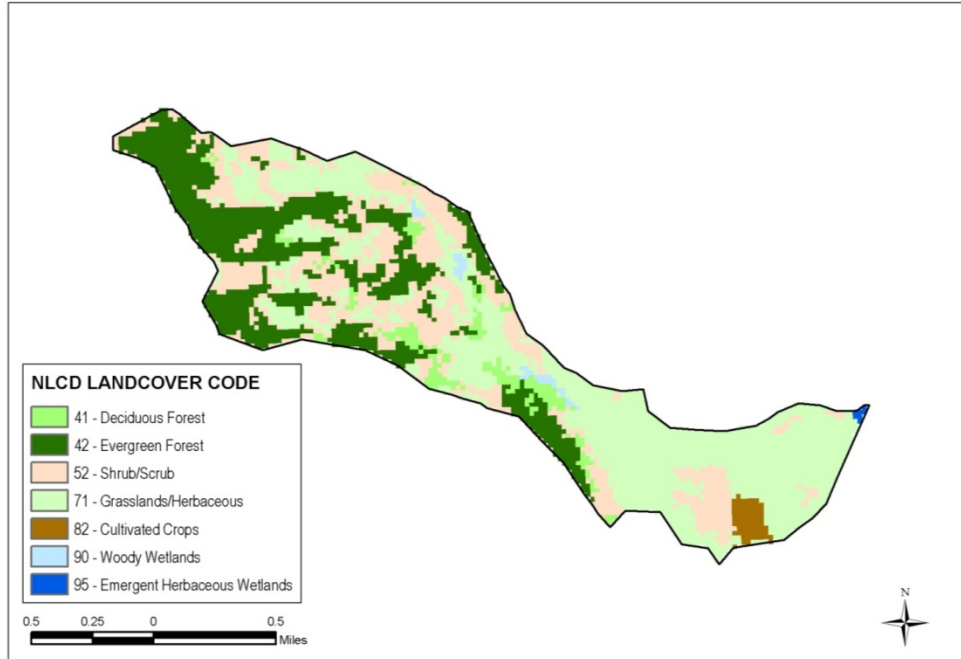 NLCD LANDCOVER CODE
41 - Deciduous Forest
42 - Evergreen Forest
52 - Shrub/Scrub
71 - Grasslands/Herbaceous
82 - Cultivated Crops
90 - Woody Wetlands
95 - Emergent Herbaceous Wetlands
N
0.5 0.25 0 0.5
Miles